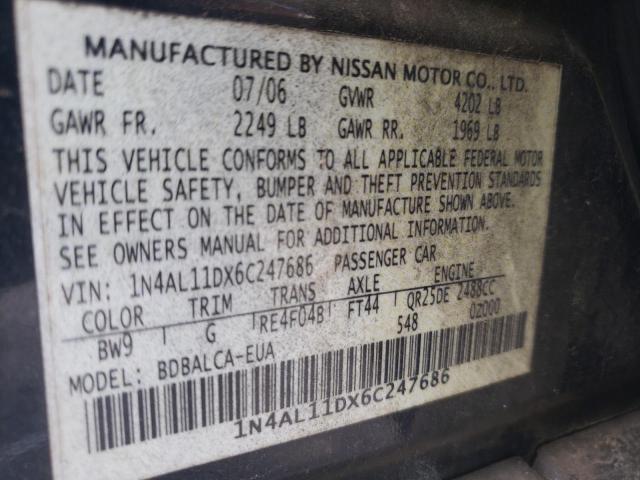 MANUFACTURED BY NISSAN MOTOR CO., LTD.
DATE 07/06 GVWR 4202 LB
GAWR FR. 2249 LB GAWR RR. 1969 LB
THIS VEHICLE CONFORMS TO ALL APPLICABLE FEDERAL MOTOR
VEHICLE SAFETY, BUMPER AND THEFT PREVENTION STANDARDS
IN EFFECT ON THE DATE OF MANUFACTURE SHOWN ABOVE.
SEE OWNERS MANUAL FOR ADDITIONAL INFORMATION.
VIN: 1N4AL11DX6C247686 PASSENGER CAR
COLOR TRIM TRANS AXLE ENGINE
BW9 G RE4F04B FT44 QR25DE 2488CC
548 02000
MODEL: BDBALCA-EUA
1N4AL11DX6C247686